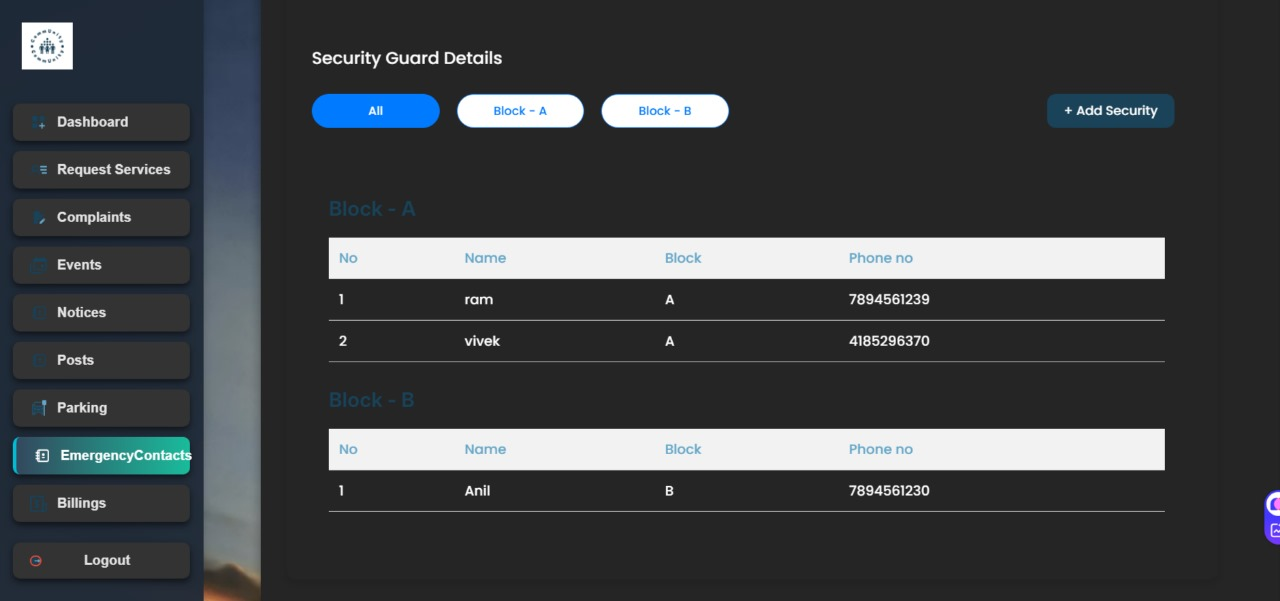 Dashboard
Request Services
Complaints
Events
Notices
Posts
Parking
EmergencyContacts
Billings
Logout
Security Guard Details
All Block - A Block - B + Add Security
Block - A
No Name Block Phone no
1 ram A 7894561239
2 vivek A 4185296370
Block - B
No Name Block Phone no
1 Anil B 7894561230